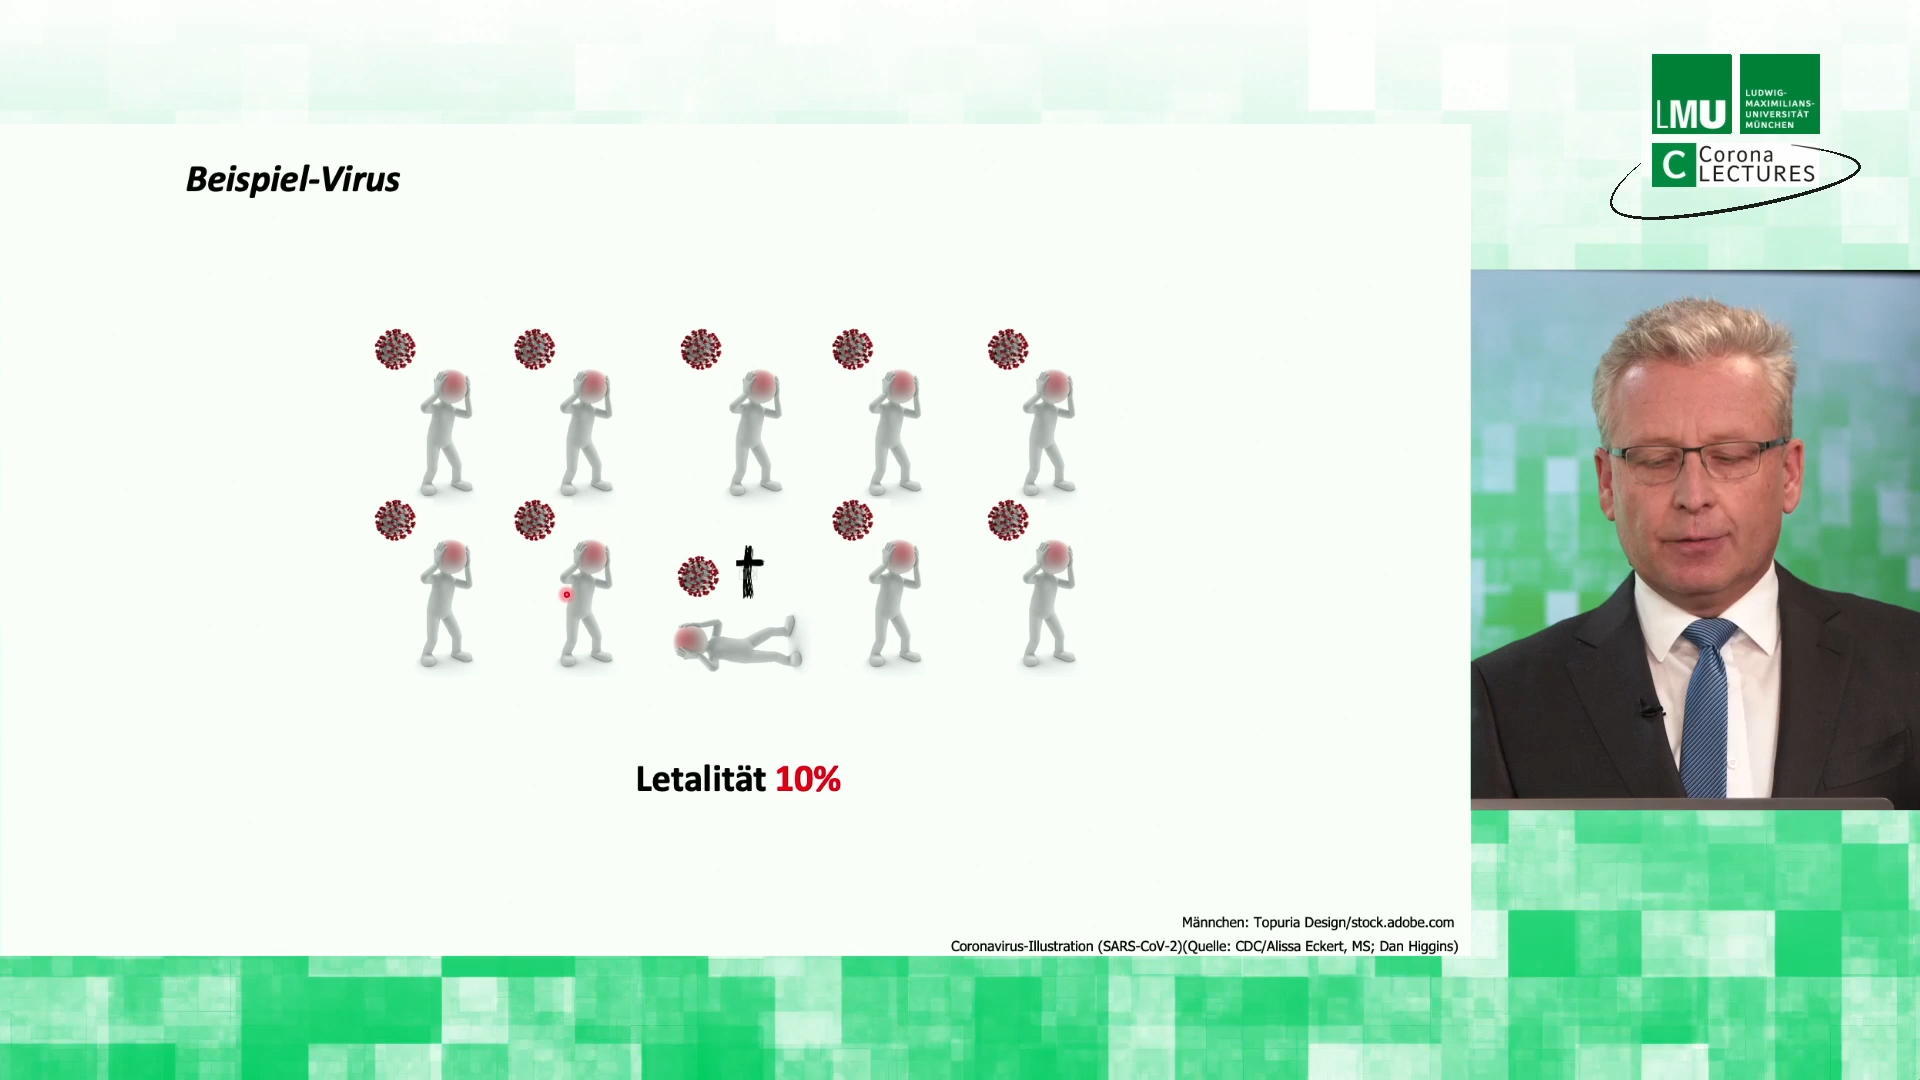 LMU
LUDWIG-
MAXIMILIANS-
UNIVERSITÄT
MÜNCHEN
C Corona
LECTURES
Beispiel-Virus
Letalität 10%
Männchen: Topuria Design/stock.adobe.com
Coronavirus-Illustration (SARS-CoV-2)(Quelle: CDC/Alissa Eckert, MS; Dan Higgins)